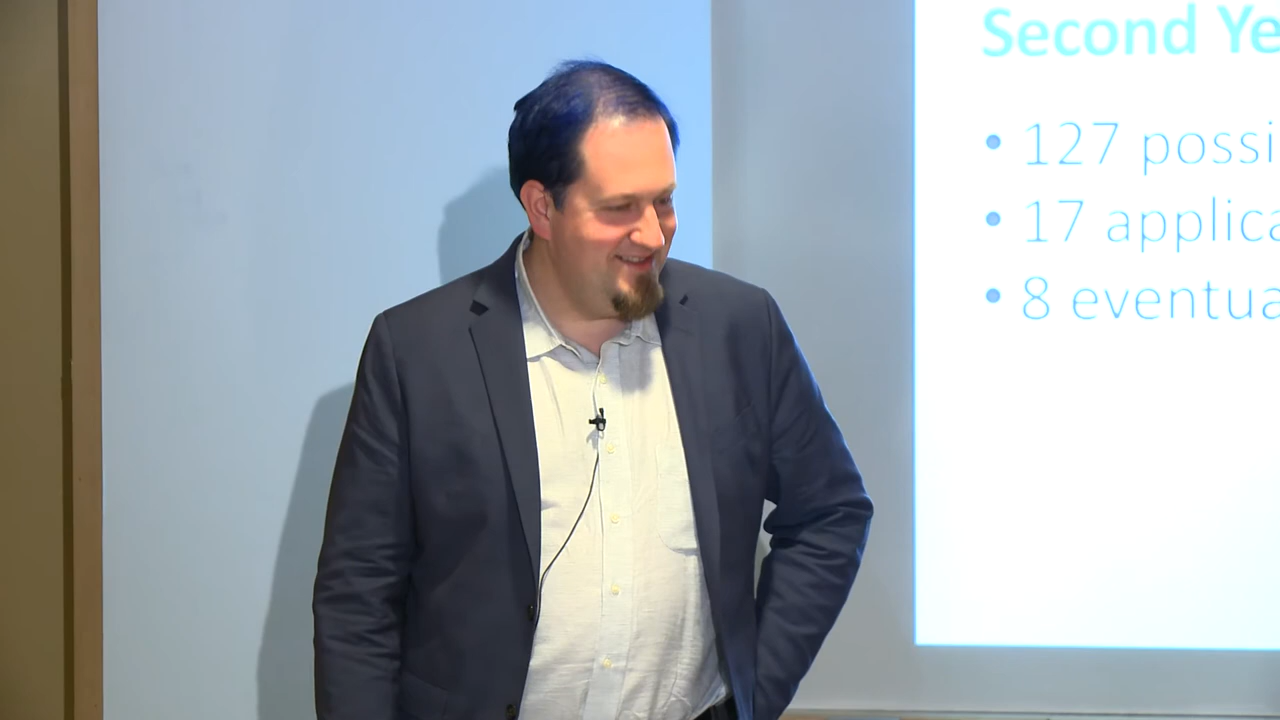 Second Ye
• 127 possi
• 17 applica
• 8 eventua